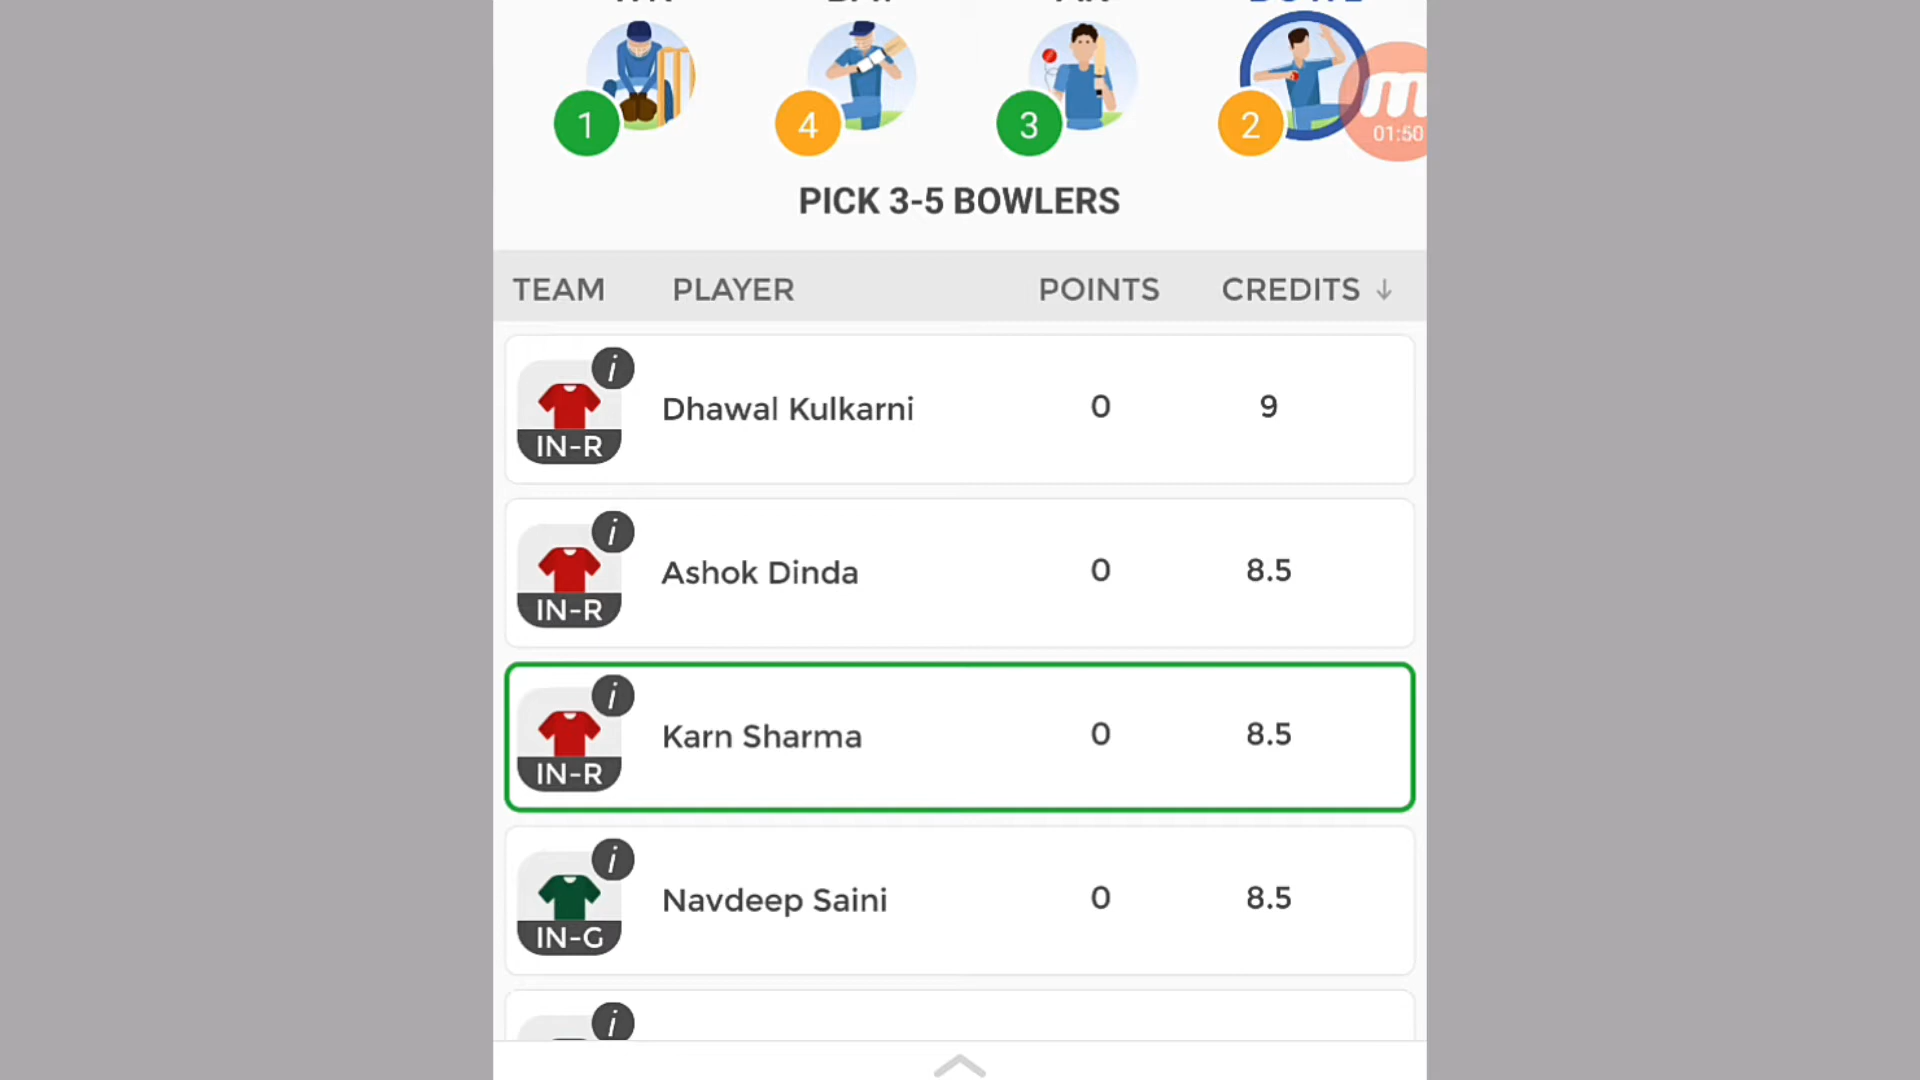 1
4
3
2
01:50
PICK 3-5 BOWLERS
TEAM PLAYER POINTS CREDITS ↓
i
Dhawal Kulkarni 0 9
IN-R
i
Ashok Dinda 0 8.5
IN-R
i
Karn Sharma 0 8.5
IN-R
i
Navdeep Saini 0 8.5
IN-G
i